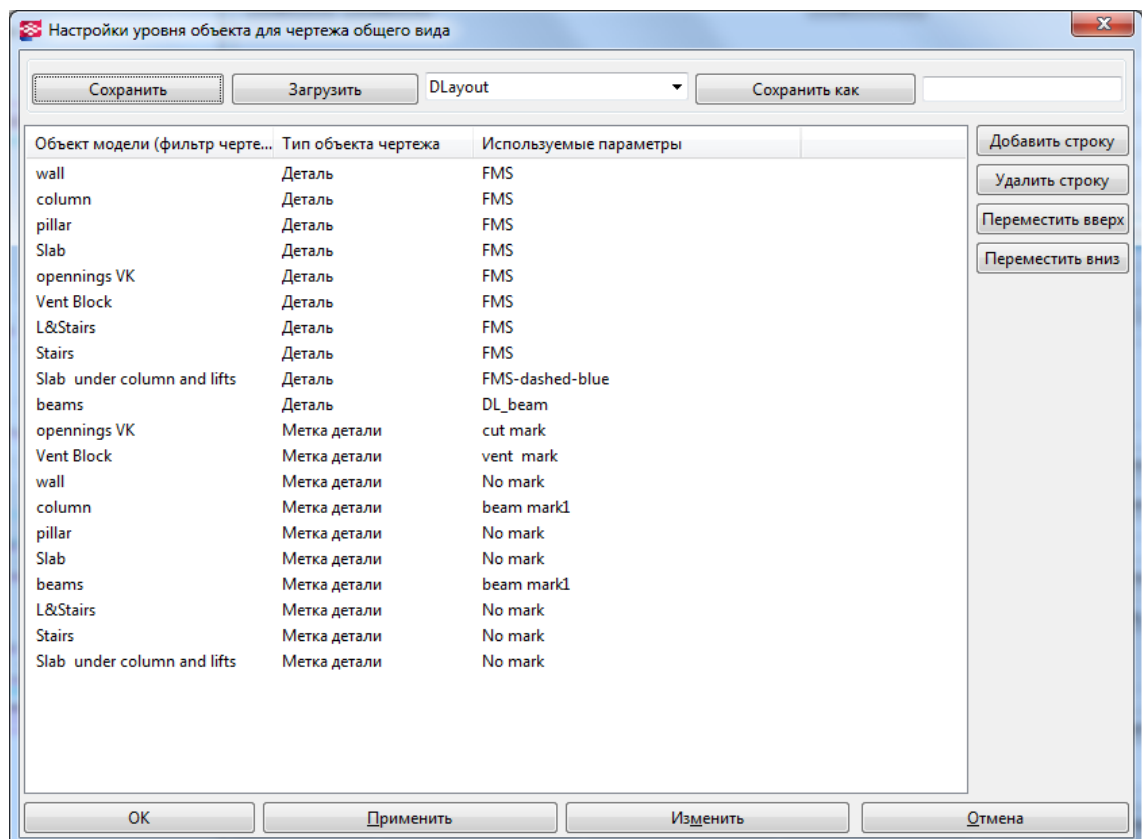 Настройки уровня объекта для чертежа общего вида
Сохранить Загрузить DLayout Сохранить как
Объект модели (фильтр черте... Тип объекта чертежа Используемые параметры
Добавить строку
Удалить строку
Переместить вверх
Переместить вниз
wall Деталь FMS
column Деталь FMS
pillar Деталь FMS
Slab Деталь FMS
opennings VK Деталь FMS
Vent Block Деталь FMS
L&Stairs Деталь FMS
Stairs Деталь FMS
Slab under column and lifts Деталь FMS-dashed-blue
beams Деталь DL_beam
opennings VK Метка детали cut mark
Vent Block Метка детали vent mark
wall Метка детали No mark
column Метка детали beam mark1
pillar Метка детали No mark
Slab Метка детали No mark
beams Метка детали beam mark1
L&Stairs Метка детали No mark
Stairs Метка детали No mark
Slab under column and lifts Метка детали No mark
OK Применить Изменить Отмена